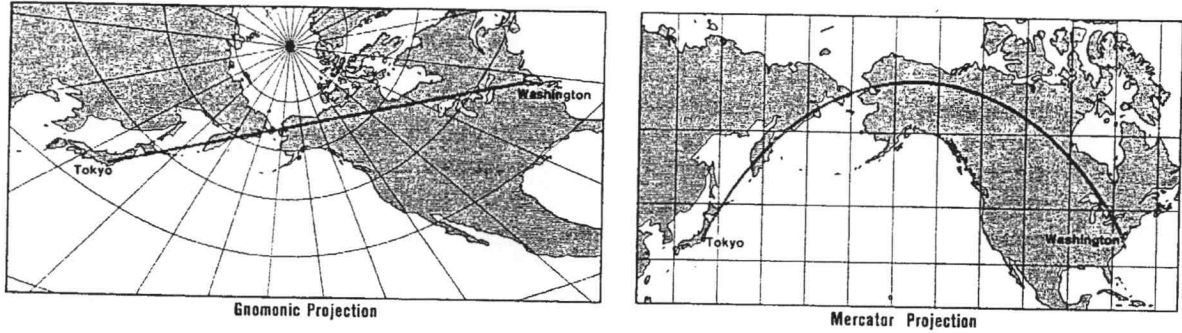 Washington
Tokyo
Gnomonic Projection
Tokyo
Washington
Mercator Projection